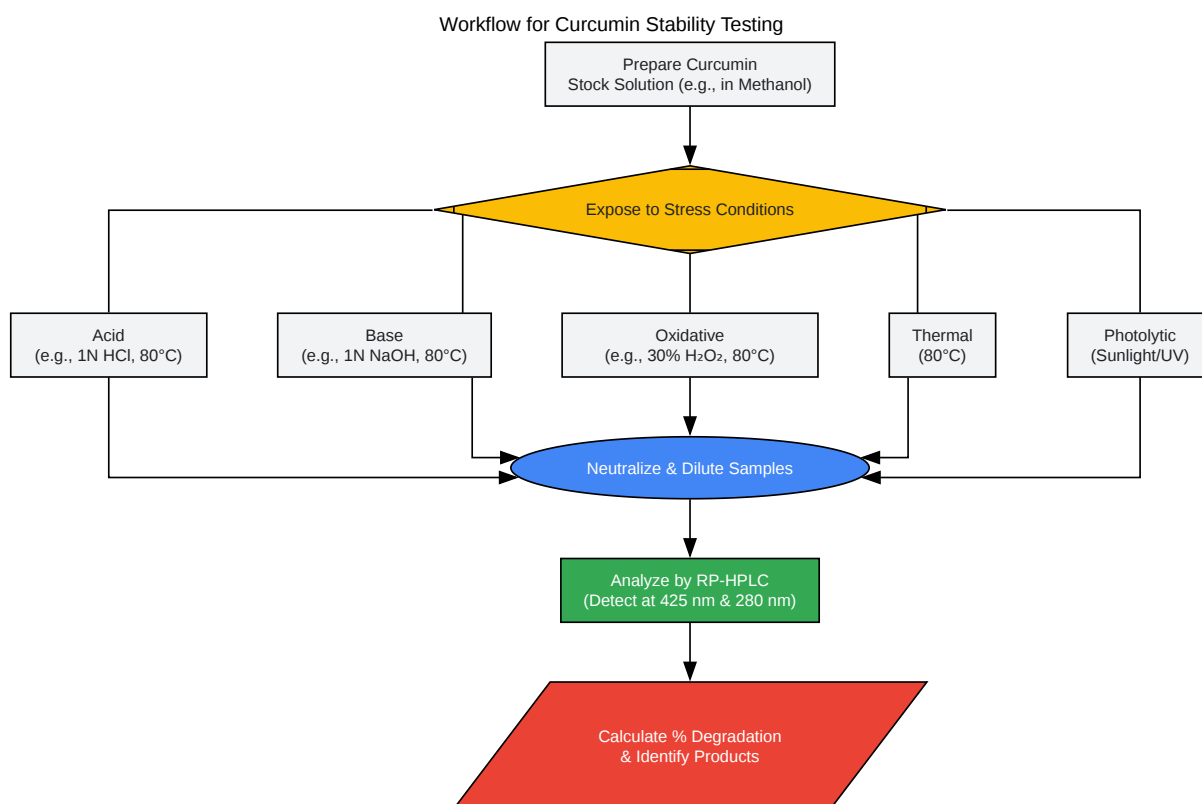 Workflow for Curcumin Stability Testing
Prepare Curcumin
Stock Solution (e.g., in Methanol)
Expose to Stress Conditions
Acid
(e.g., 1N HCl, 80°C)
Base
(e.g., 1N NaOH, 80°C)
Oxidative
(e.g., 30% H₂O₂, 80°C)
Thermal
(80°C)
Photolytic
(Sunlight/UV)
Neutralize & Dilute Samples
Analyze by RP-HPLC
(Detect at 425 nm & 280 nm)
Calculate % Degradation
& Identify Products